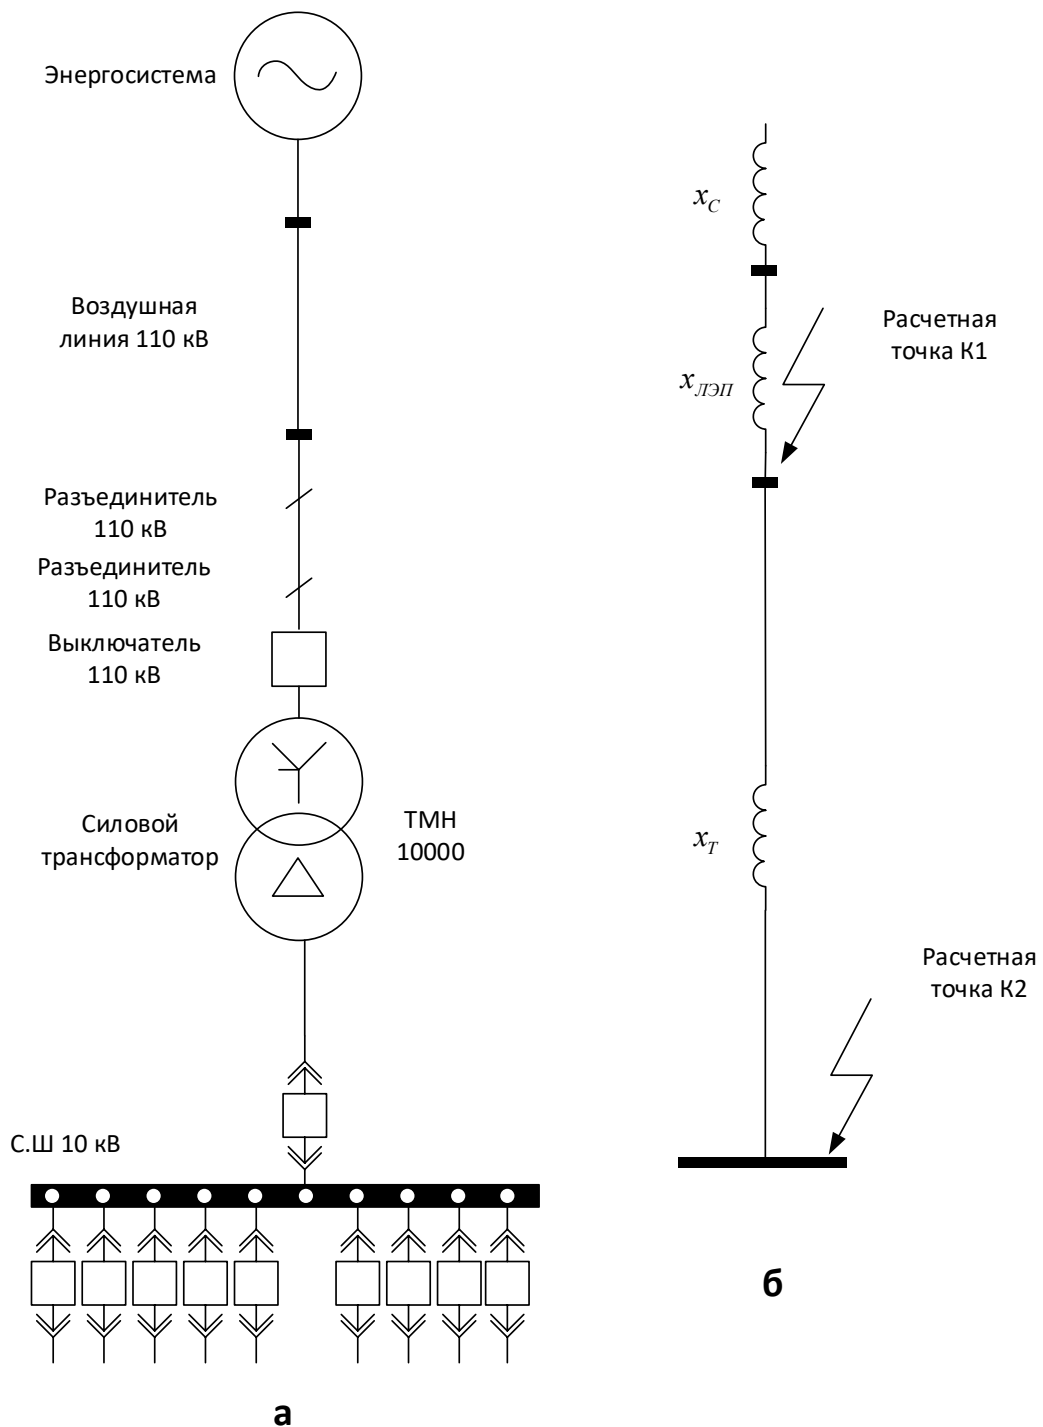 Энергосистема
Воздушная
линия 110 кВ
Разъединитель
110 кВ
Разъединитель
110 кВ
Выключатель
110 кВ
Силовой
трансформатор
ТМН
10000
С.Ш 10 кВ
а
x_C
x_ЛЭП
Расчетная
точка К1
x_T
Расчетная
точка К2
б